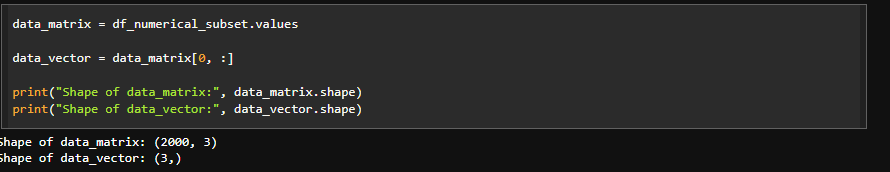 data_matrix = df_numerical_subset.values
data_vector = data_matrix[0, :]
print("Shape of data_matrix:", data_matrix.shape)
print("Shape of data_vector:", data_vector.shape)
Shape of data_matrix: (2000, 3)
Shape of data_vector: (3,)